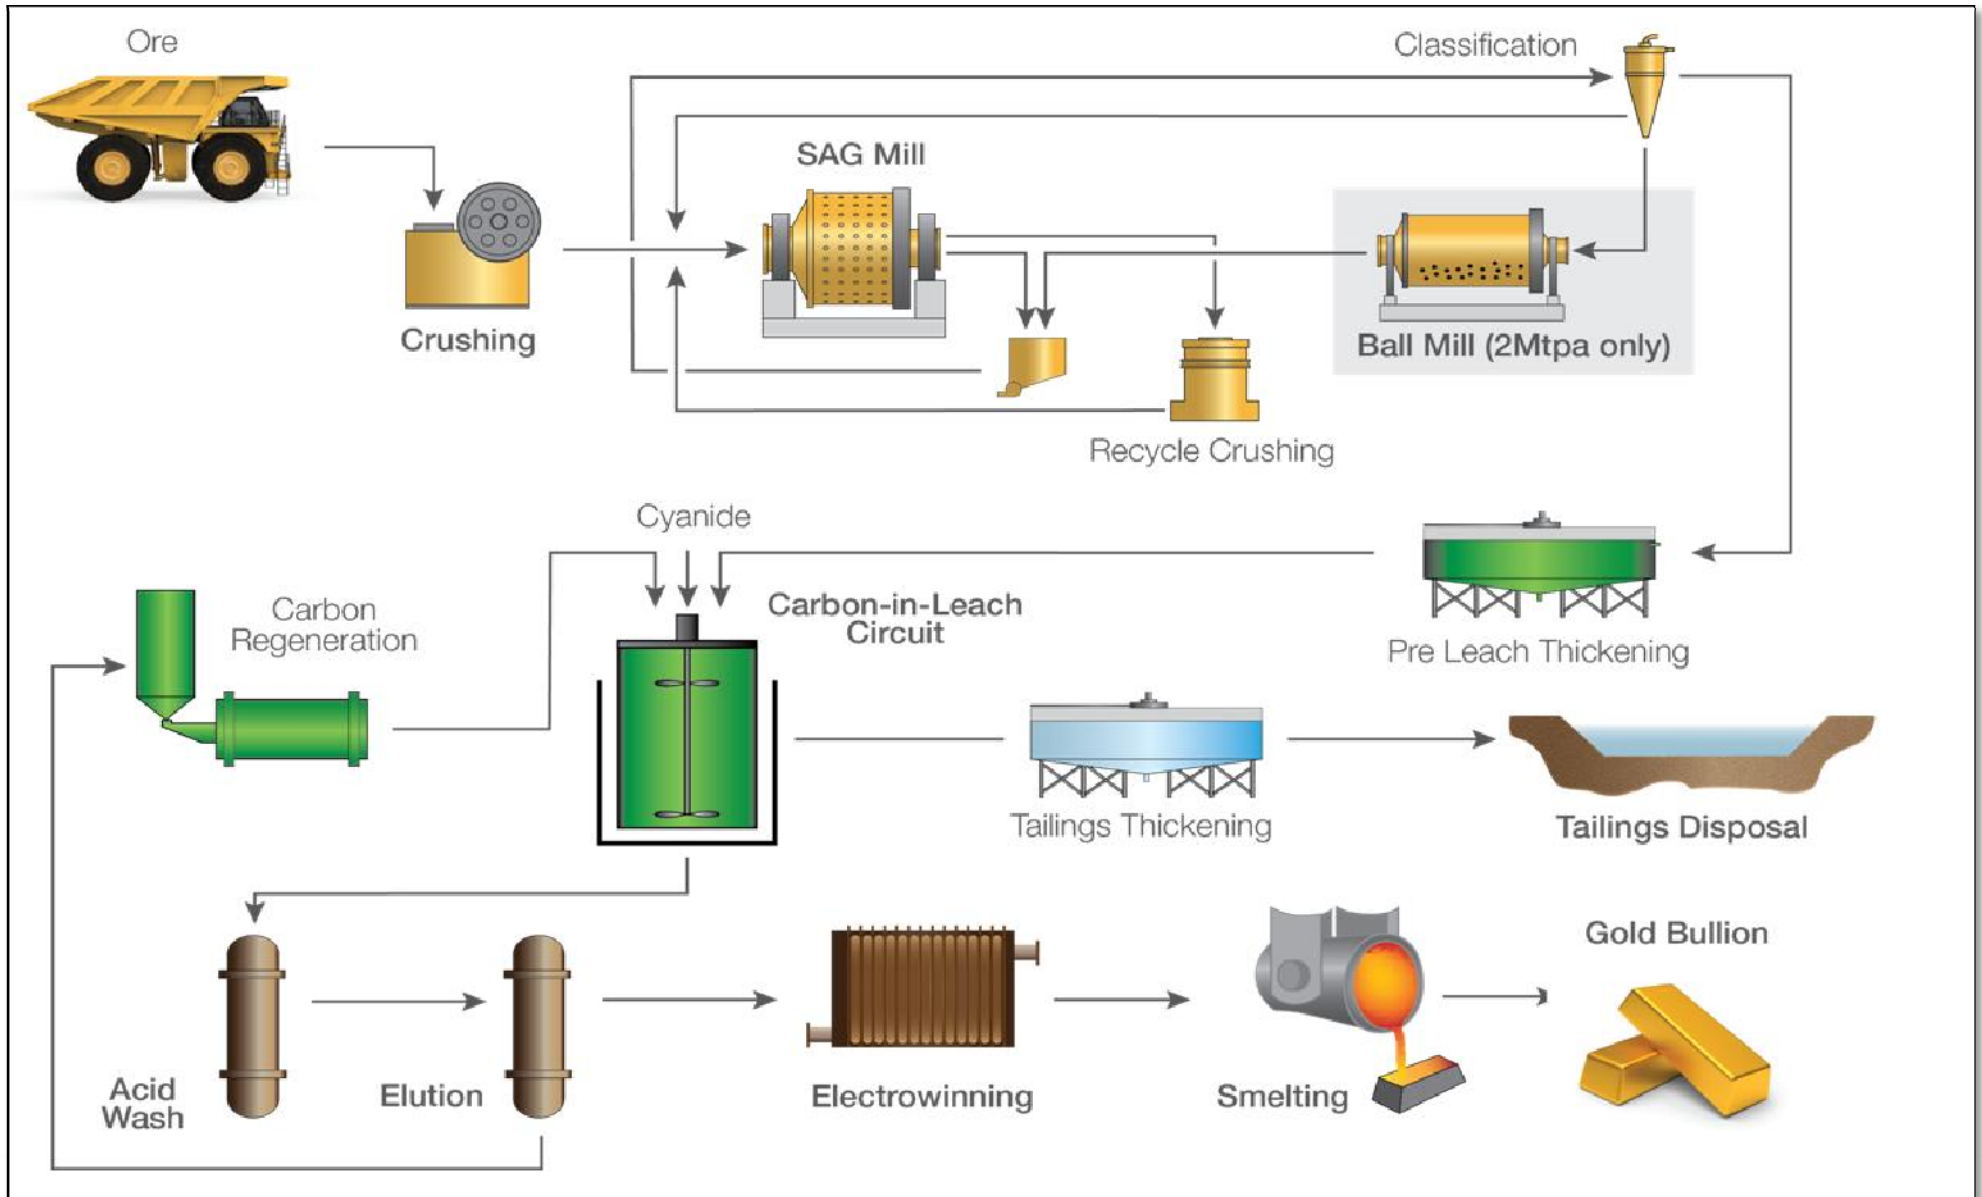 Ore
Classification
SAG Mill
Crushing
Ball Mill (2Mtpa only)
Recycle Crushing
Cyanide
Carbon
Regeneration
Carbon-in-Leach
Circuit
Pre Leach Thickening
Tailings Thickening
Tailings Disposal
Gold Bullion
Acid
Wash
Elution
Electrowinning
Smelting